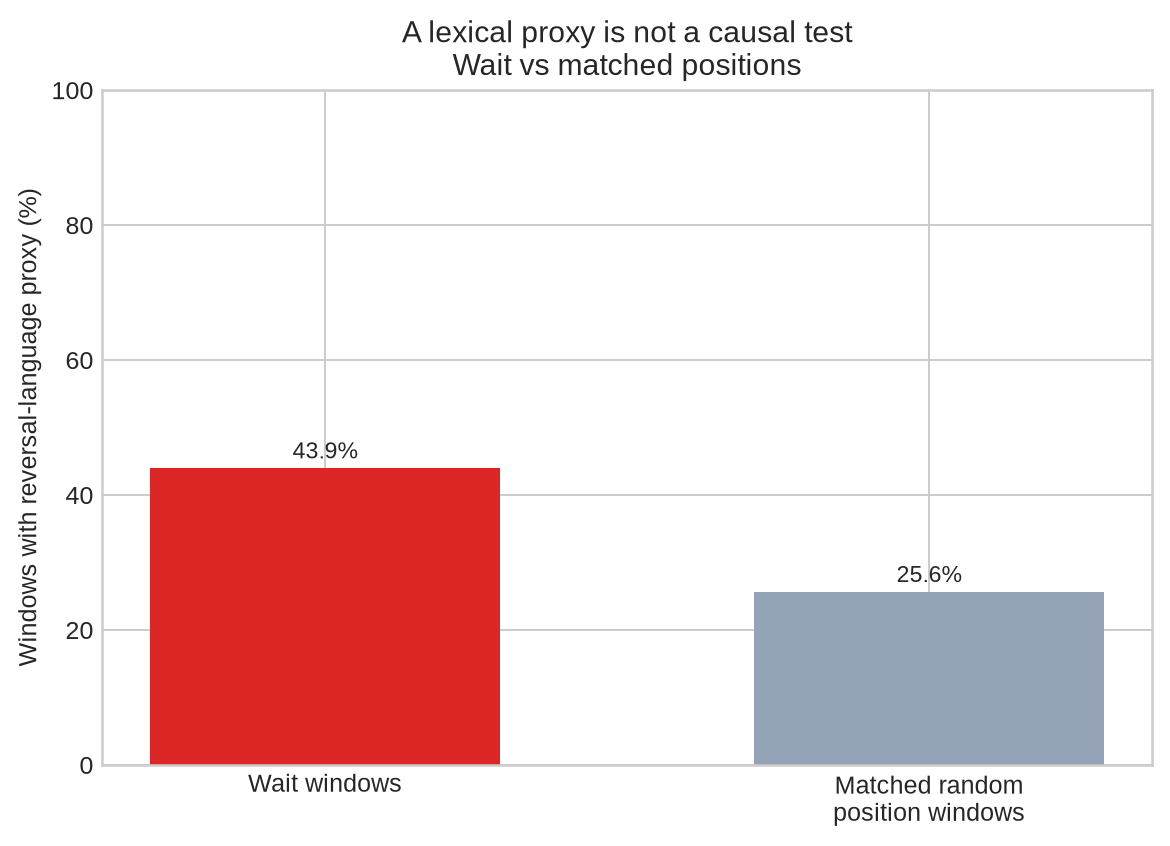 A lexical proxy is not a causal test
Wait vs matched positions
Windows with reversal-language proxy (%)
100
80
60
40
20
0
43.9%
25.6%
Wait windows
Matched random
position windows